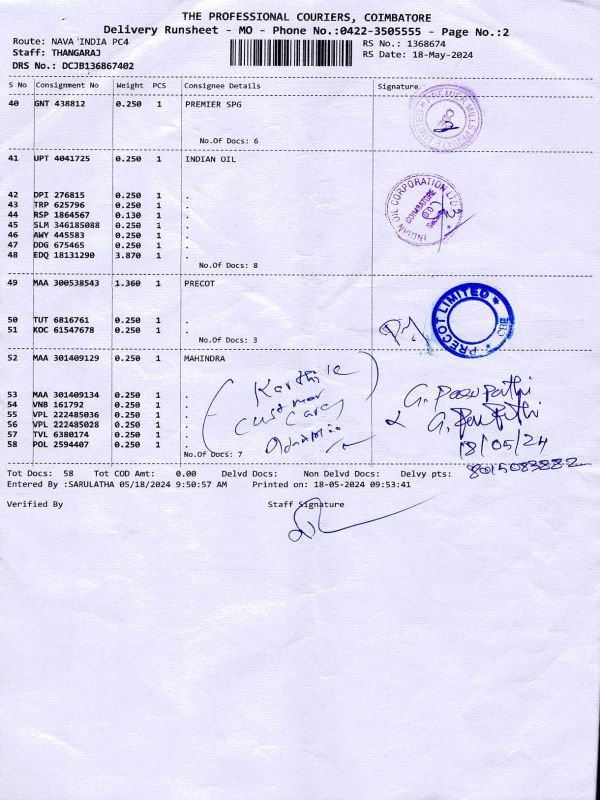 THE PROFESSIONAL COURIERS, COIMBATORE
Delivery Runsheet - MO - Phone No.:0422-3505555 - Page No.:2
Route: NAVA INDIA PC4
RS No.: 1368674
Staff: THANGARAJ
RS Date: 18-May-2024
DRS No.: DCJB136867402
S No Consignment No Weight PCS Consignee Details Signature
40 GNT 438812 0.250 1 PREMIER SPG
No.Of Docs: 6
41 UPT 4041725 0.250 1 INDIAN OIL
42 DPI 276815 0.250 1 .
43 TRP 625796 0.250 1 .
44 RSP 1864567 0.130 1 .
45 SLM 346185088 0.250 1 .
46 AWY 445583 0.250 1 .
47 DDG 675465 0.250 1 .
48 EDQ 18131290 3.870 1 .
No.Of Docs: 8
INDIAN OIL CORPORATION LTD
COIMBATORE
49 MAA 300538543 1.360 1 PRECOT
50 TUT 6816761 0.250 1 .
51 KOC 61547678 0.250 1 .
No.Of Docs: 3
PRECOT LIMITED
CBE
52 MAA 301409129 0.250 1 MAHINDRA
53 MAA 301409134 0.250 1 .
54 VNB 161792 0.250 1 .
55 VPL 222485036 0.250 1 .
56 VPL 222485028 0.250 1 .
57 TVL 6380174 0.250 1 .
58 POL 2594407 0.250 1 .
No.Of Docs: 7
Customer
Care
18/05/24
Tot Docs: 58 Tot COD Amt: 0.00 Delvd Docs: Non Delvd Docs: Delvy pts:
Entered By :SARULATHA 05/18/2024 9:50:57 AM Printed on: 18-05-2024 09:53:41
Verified By Staff Signature